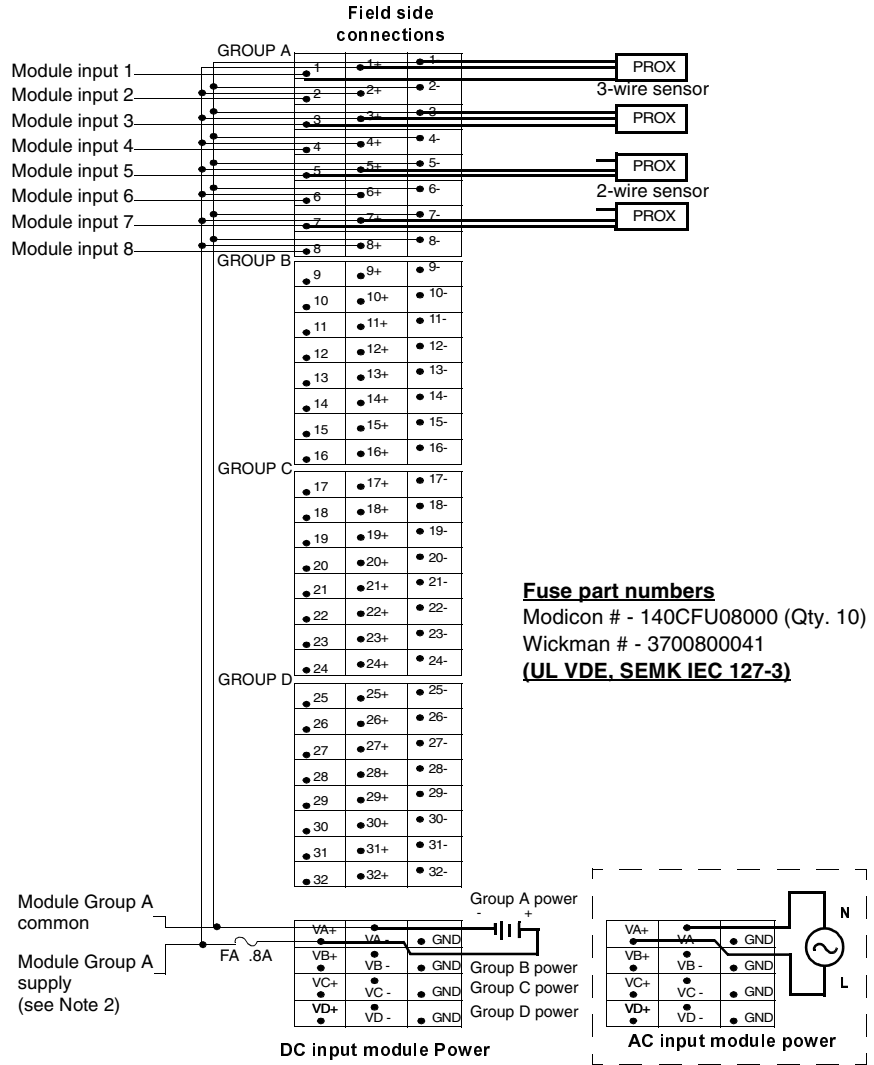 Field side
connections
GROUP A
Module input 1
1 1+ 1-
PROX
3-wire sensor
Module input 2
2 2+ 2-
Module input 3
3 3+ 3-
PROX
Module input 4
4 4+ 4-
Module input 5
5 5+ 5-
PROX
2-wire sensor
Module input 6
6 6+ 6-
Module input 7
7 7+ 7-
PROX
Module input 8
8 8+ 8-
GROUP B
9 9+ 9-
10 10+ 10-
11 11+ 11-
12 12+ 12-
13 13+ 13-
14 14+ 14-
15 15+ 15-
16 16+ 16-
GROUP C
17 17+ 17-
18 18+ 18-
19 19+ 19-
20 20+ 20-
21 21+ 21-
22 22+ 22-
23 23+ 23-
24 24+ 24-
Fuse part numbers
Modicon # - 140CFU08000 (Qty. 10)
Wickman # - 3700800041
(UL VDE, SEMK IEC 127-3)
GROUP D
25 25+ 25-
26 26+ 26-
27 27+ 27-
28 28+ 28-
29 29+ 29-
30 30+ 30-
31 31+ 31-
32 32+ 32-
Module Group A
common
Module Group A
supply
(see Note 2)
FA .8A
Group A power
- +
VA+ VA - GND
VB+ VB - GND Group B power
VC+ VC - GND Group C power
VD+ VD - GND Group D power
DC input module Power
N
L
VA+ VA- GND
VB+ VB - GND
VC+ VC - GND
VD+ VD - GND
AC input module power